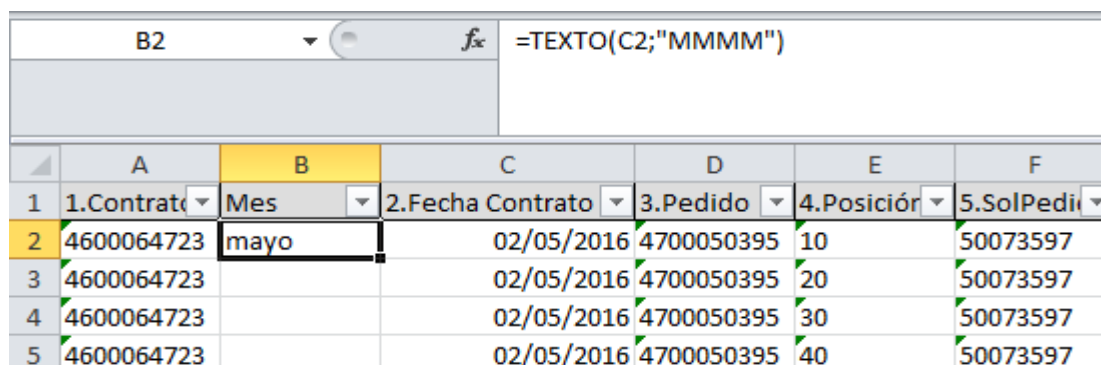 B2 fx =TEXTO(C2;"MMMM")
A B C D E F
1 1.Contrato Mes 2.Fecha Contrato 3.Pedido 4.Posición 5.SolPedi
2 4600064723 mayo 02/05/2016 4700050395 10 50073597
3 4600064723 02/05/2016 4700050395 20 50073597
4 4600064723 02/05/2016 4700050395 30 50073597
5 4600064723 02/05/2016 4700050395 40 50073597